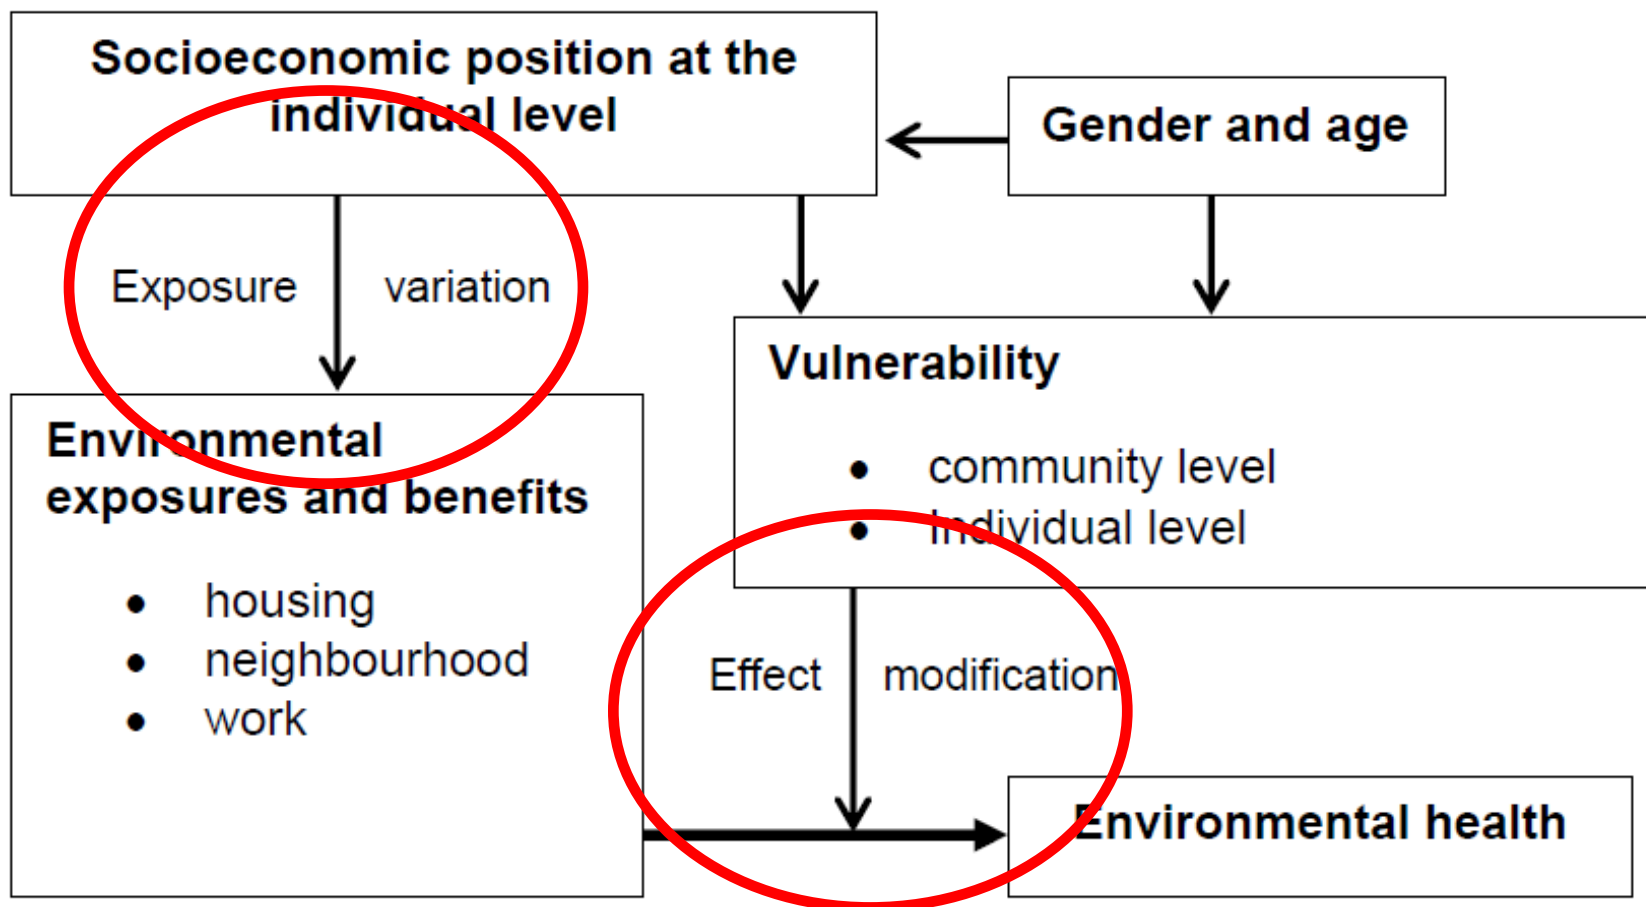 Socioeconomic position at the
individual level
Gender and age
Exposure variation
Vulnerability
• community level
• Individual level
Environmental
exposures and benefits
• housing
• neighbourhood
• work
Effect modification
Environmental health